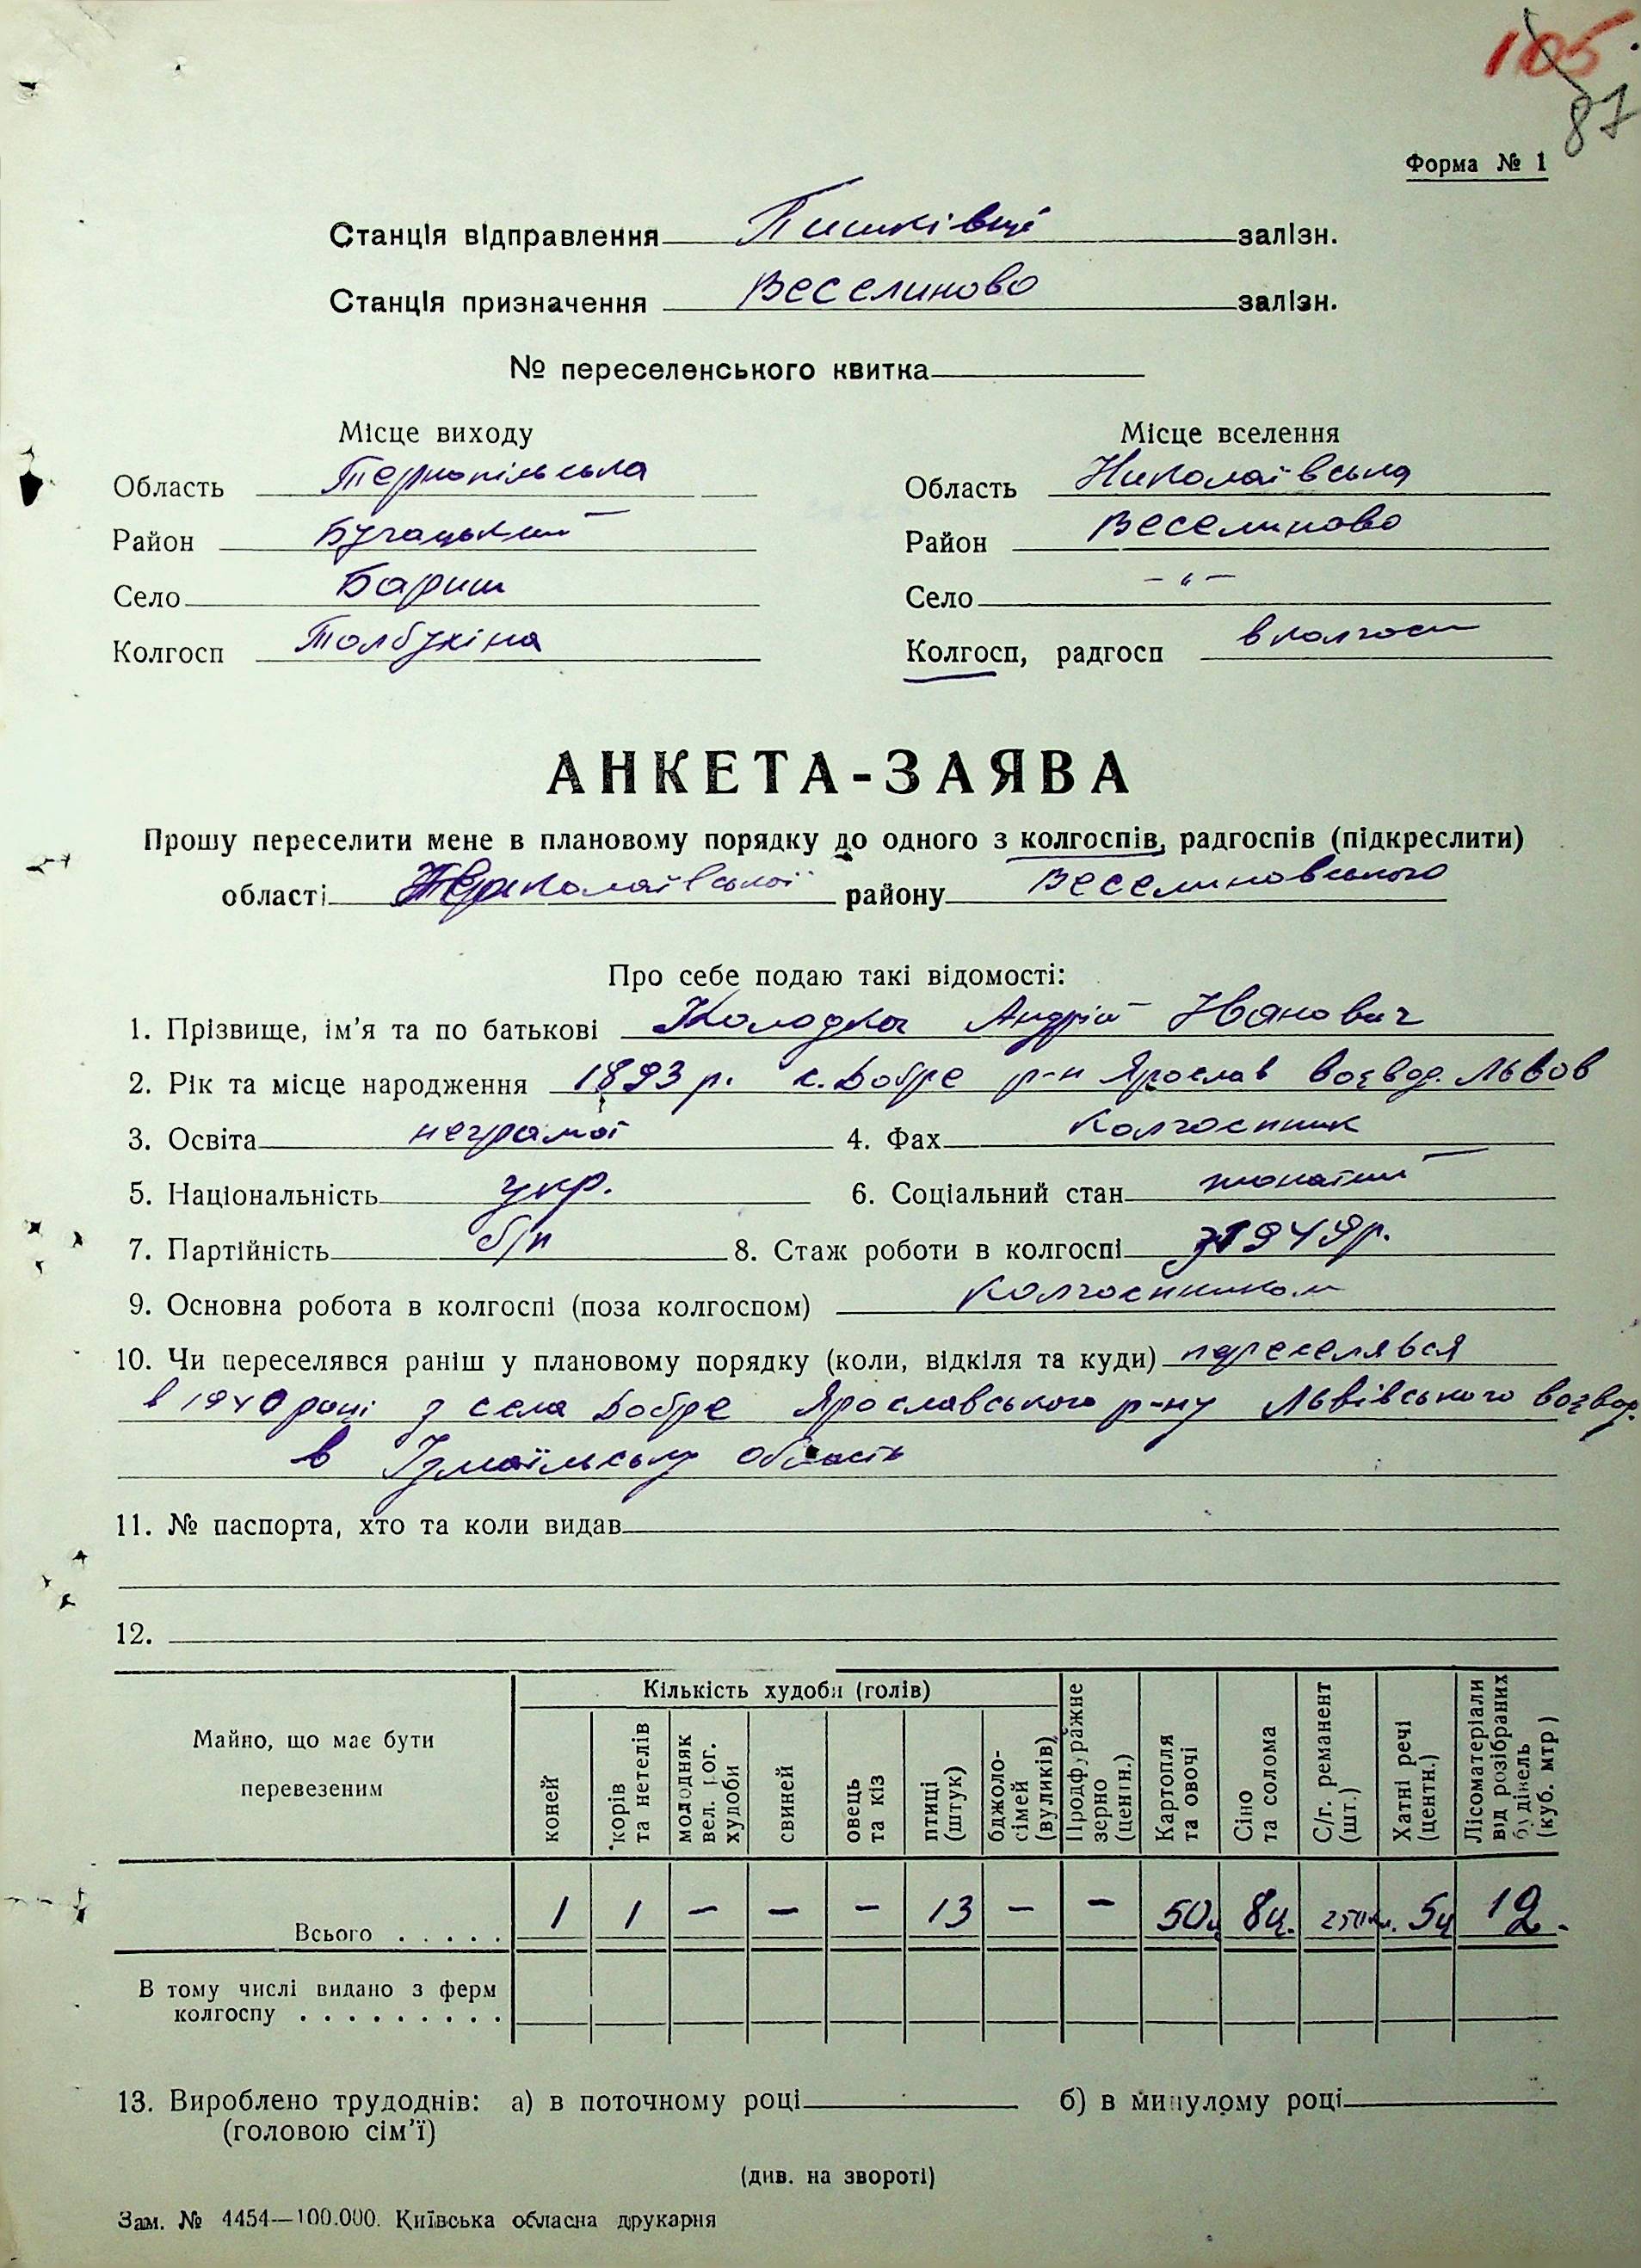 105
87
Форма № 1
Станція відправлення Пишківці залізн.
Станція призначення Веселиново залізн.
№ переселенського квитка
Місце виходу Місце вселення
Область Тернопільська Область Николаївська
Район Бучацький Район Веселиново
Село Бариш Село —"—
Колгосп Толбухіна Колгосп, радгосп в колгосп
АНКЕТА-ЗАЯВА
Прошу переселити мене в плановому порядку до одного з колгоспів, радгоспів (підкреслити)
області Николаївської району Веселиновського
Про себе подаю такі відомості:
1. Прізвище, ім'я та по батькові Колодка Андрій Іванович
2. Рік та місце народження 1893 р. с. Добре р-н Ярослав воєвод. Львов
3. Освіта неграмот 4. Фах колгоспник
5. Національність укр. 6. Соціальний стан жонатий
7. Партійність б/п 8. Стаж роботи в колгоспі з 1949 р.
9. Основна робота в колгоспі (поза колгоспом) колгоспником
10. Чи переселявся раніш у плановому порядку (коли, відкіля та куди) переселявся
в 1940 році з села Добре Ярославського р-ну Львівського воєвод.
в Ізмаїльську область
11. № паспорта, хто та коли видав
12.
Майно, що має бути перевезеним Кількість худоби (голів)
коней корів та нетелів молодняк вел. рог. худоби свиней овець та кіз птиці (штук) бджоло-сімей (вуликів) Продфуражне зерно (центн.) Картопля та овочі Сіно та солома С/г. реманент (шт.) Хатні речі (центн.) Лісоматеріали від розібраних будівель (куб. мтр)
Всього . . . . . 1 1 — — — 13 — — 50ц 8ц. 5ц 12.
В тому числі видано з ферм
колгоспу . . . . . . . . .
13. Вироблено трудоднів: а) в поточному році б) в минулому році
(головою сім'ї)
(див. на звороті)
Зам. № 4454—100.000. Київська обласна друкарня